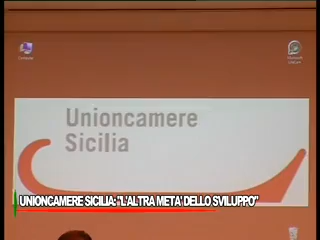 Unioncamere
Sicilia
UNIONCAMERE SICILIA: "L'ALTRA META' DELLO SVILUPPO"